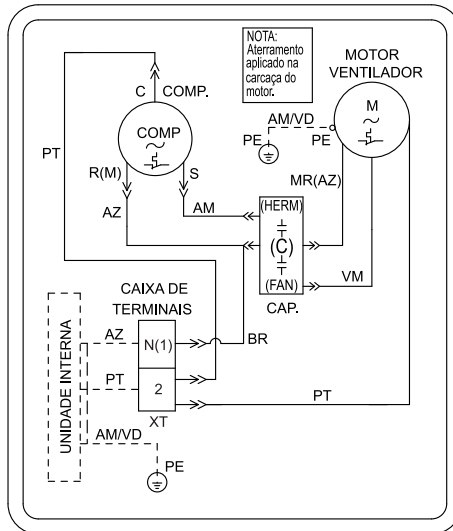 NOTA:
Aterramento
aplicado na
carcaça do
motor.
MOTOR
VENTILADOR
C
COMP.
COMP
M
AM/VD
PE
PE
PT
R(M)
S
MR(AZ)
AZ
AM
(HERM)
(C)
(FAN)
VM
CAP.
CAIXA DE
TERMINAIS
AZ
N(1)
BR
PT
2
PT
XT
UNIDADE INTERNA
AM/VD
PE